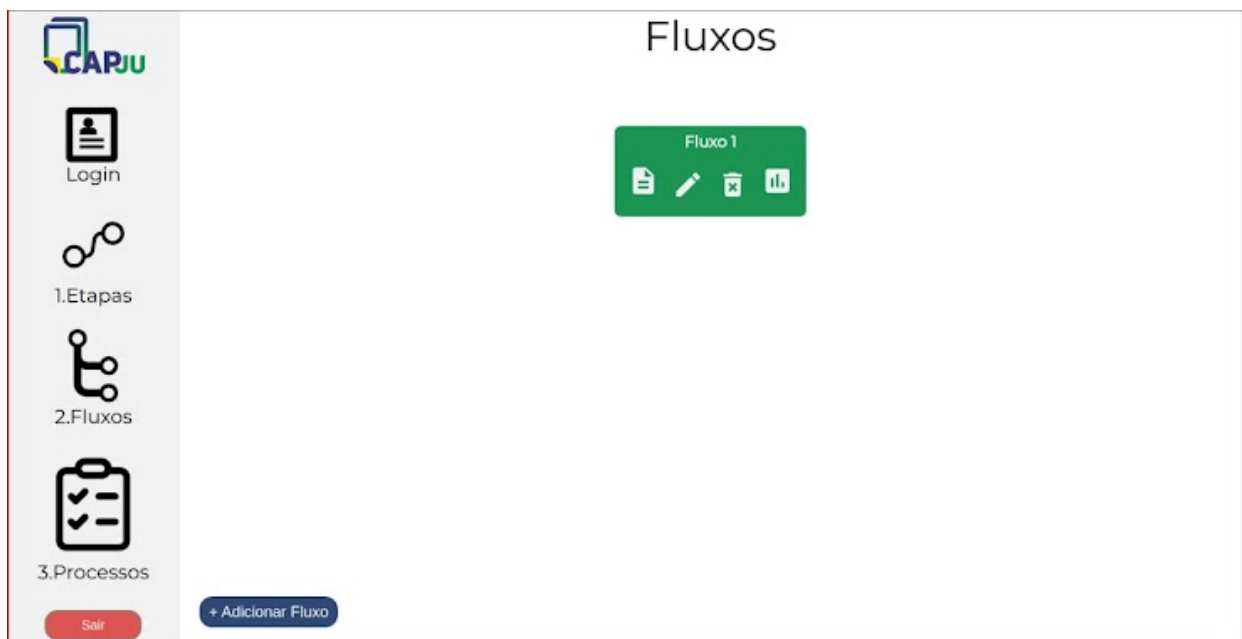 CAPJU
Fluxos
Login
Fluxo 1
1.Etapas
2.Fluxos
3.Processos
+ Adicionar Fluxo
Sair